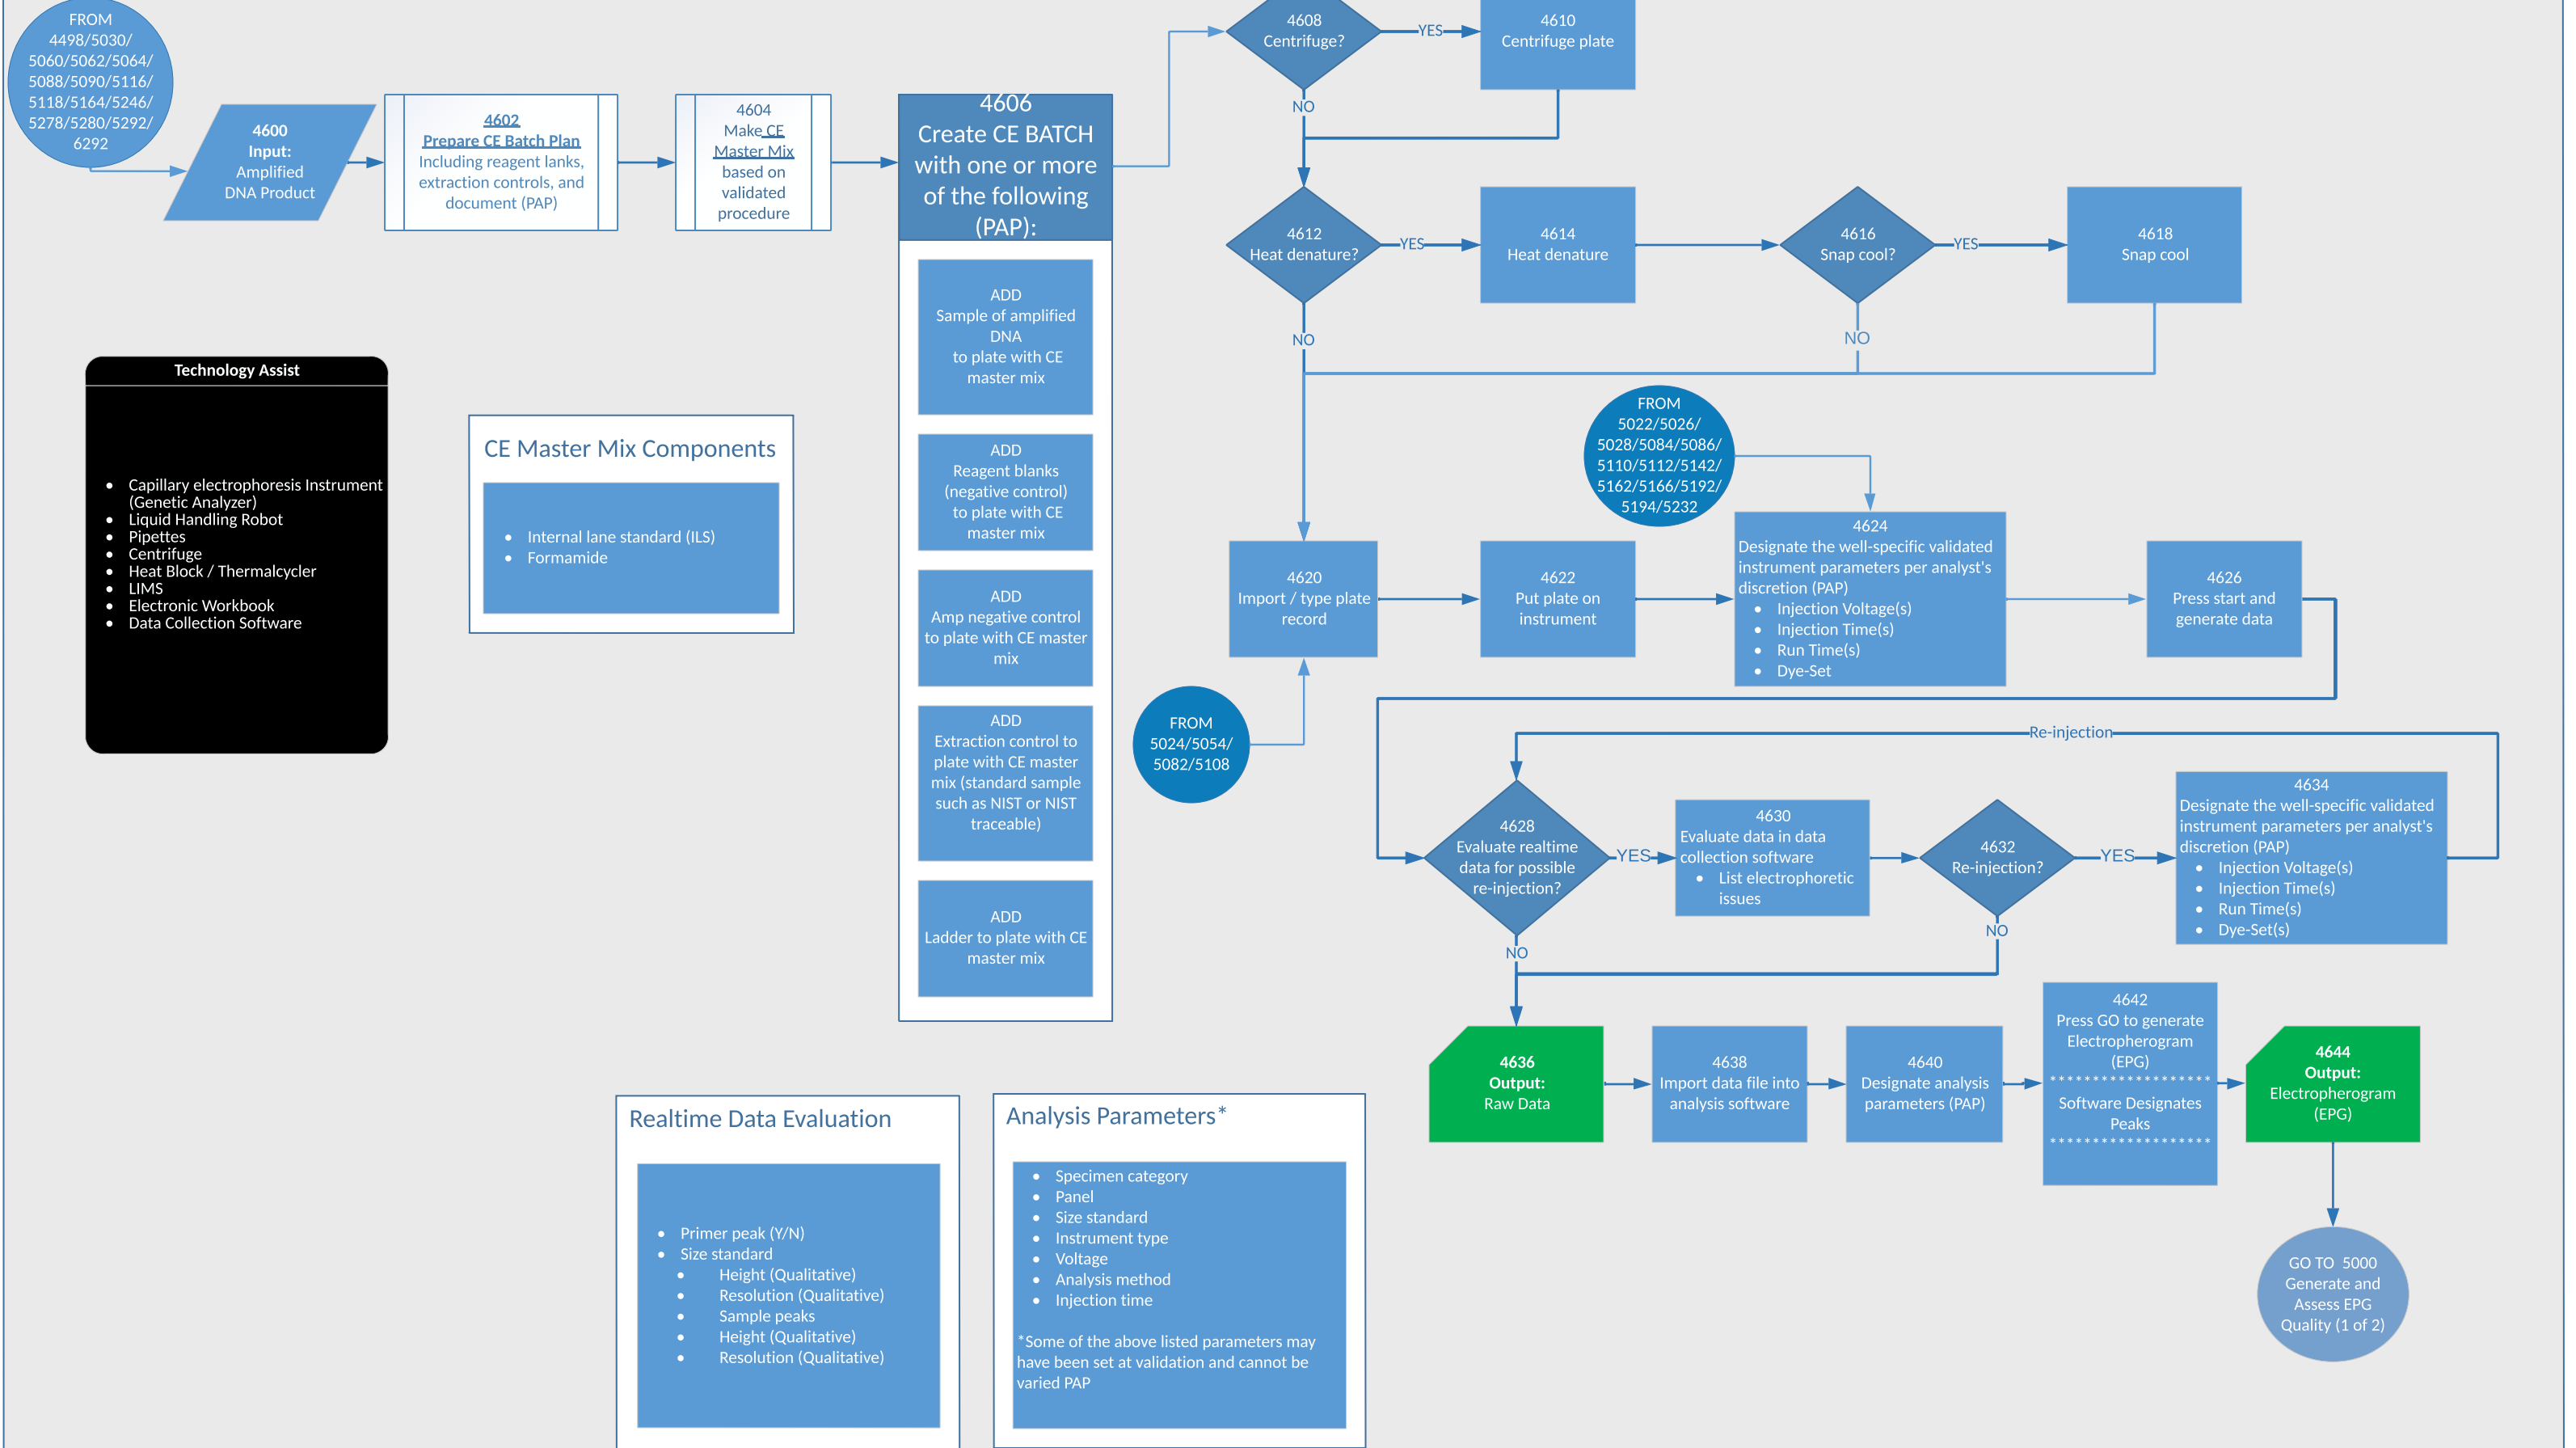 FROM
4498/5030/
5060/5062/5064/
5088/5090/5116/
5118/5164/5246/
5278/5280/5292/
6292
4600
Input:
Amplified
DNA Product
4602
Prepare CE Batch Plan
Including reagent lanks,
extraction controls, and
document (PAP)
4604
Make CE
Master Mix
based on
validated
procedure
4606
Create CE BATCH
with one or more
of the following
(PAP):
ADD
Sample of amplified
DNA
to plate with CE
master mix
ADD
Reagent blanks
(negative control)
to plate with CE
master mix
ADD
Amp negative control
to plate with CE master
mix
ADD
Extraction control to
plate with CE master
mix (standard sample
such as NIST or NIST
traceable)
ADD
Ladder to plate with CE
master mix
4608
Centrifuge?
YES
4610
Centrifuge plate
NO
4612
Heat denature?
YES
4614
Heat denature
4616
Snap cool?
YES
4618
Snap cool
NO
NO
Technology Assist
• Capillary electrophoresis Instrument
(Genetic Analyzer)
• Liquid Handling Robot
• Pipettes
• Centrifuge
• Heat Block / Thermalcycler
• LIMS
• Electronic Workbook
• Data Collection Software
CE Master Mix Components
• Internal lane standard (ILS)
• Formamide
FROM
5022/5026/
5028/5084/5086/
5110/5112/5142/
5162/5166/5192/
5194/5232
4620
Import / type plate
record
4622
Put plate on
instrument
4624
Designate the well-specific validated
instrument parameters per analyst's
discretion (PAP)
• Injection Voltage(s)
• Injection Time(s)
• Run Time(s)
• Dye-Set
4626
Press start and
generate data
FROM
5024/5054/
5082/5108
Re-injection
4628
Evaluate realtime
data for possible
re-injection?
YES
4630
Evaluate data in data
collection software
• List electrophoretic
issues
4632
Re-injection?
YES
4634
Designate the well-specific validated
instrument parameters per analyst's
discretion (PAP)
• Injection Voltage(s)
• Injection Time(s)
• Run Time(s)
• Dye-Set(s)
NO
NO
4636
Output:
Raw Data
4638
Import data file into
analysis software
4640
Designate analysis
parameters (PAP)
4642
Press GO to generate
Electropherogram
(EPG)
*******************
Software Designates
Peaks
*******************
4644
Output:
Electropherogram
(EPG)
GO TO 5000
Generate and
Assess EPG
Quality (1 of 2)
Realtime Data Evaluation
• Primer peak (Y/N)
• Size standard
• Height (Qualitative)
• Resolution (Qualitative)
• Sample peaks
• Height (Qualitative)
• Resolution (Qualitative)
Analysis Parameters*
• Specimen category
• Panel
• Size standard
• Instrument type
• Voltage
• Analysis method
• Injection time
*Some of the above listed parameters may
have been set at validation and cannot be
varied PAP